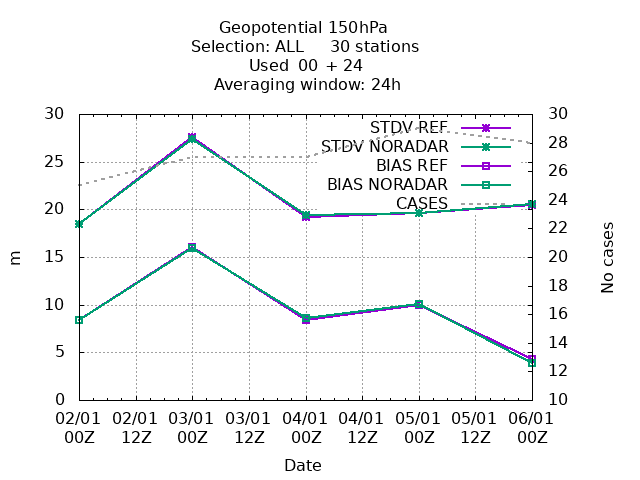 Geopotential 150hPa
Selection: ALL     30 stations
Used  00  + 24
Averaging window: 24h
STDV REF
STDV NORADAR
BIAS REF
BIAS NORADAR
CASES
30
25
20
15
10
5
0
m
30
28
26
24
22
20
18
16
14
12
10
No cases
02/01 02/01 03/01 03/01 04/01 04/01 05/01 05/01 06/01
00Z 12Z 00Z 12Z 00Z 12Z 00Z 12Z 00Z
Date